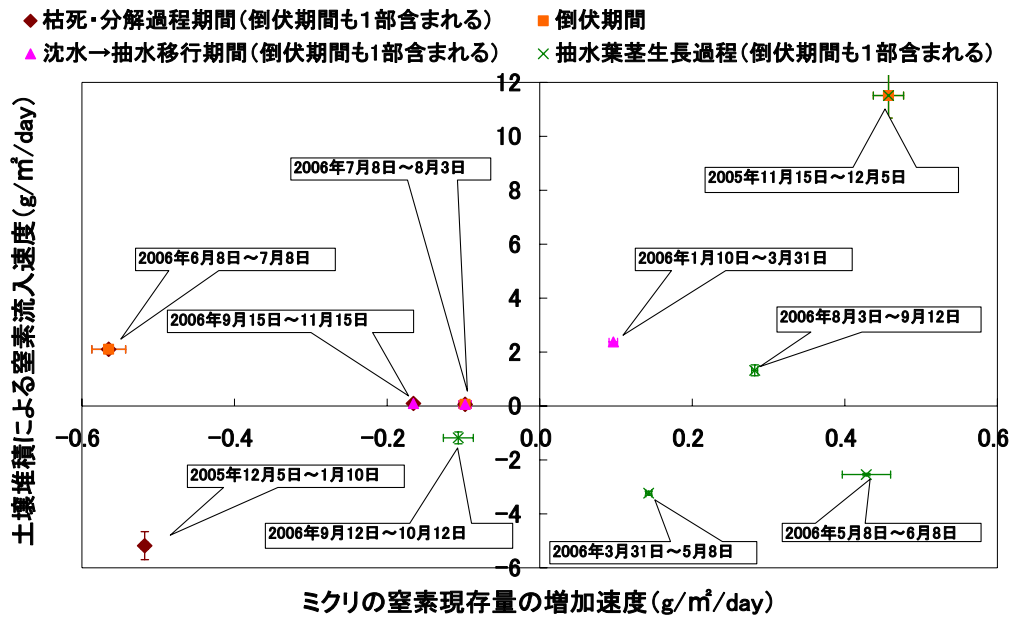 枯死・分解過程期間(倒伏期間も1部含まれる)
倒伏期間
沈水→抽水移行期間(倒伏期間も1部含まれる)
抽水葉茎生長過程(倒伏期間も1部含まれる)
土壌堆積による窒素流入速度(g/㎡/day)
12
10
8
6
4
2
0
-2
-4
-6
2006年7月8日～8月3日
2005年11月15日～12月5日
2006年6月8日～7月8日
2006年1月10日～3月31日
2006年9月15日～11月15日
2006年8月3日～9月12日
-0.6
-0.4
-0.2
0.0
0.2
0.4
0.6
2005年12月5日～1月10日
2006年9月12日～10月12日
2006年5月8日～6月8日
2006年3月31日～5月8日
ミクリの窒素現存量の増加速度(g/㎡/day)